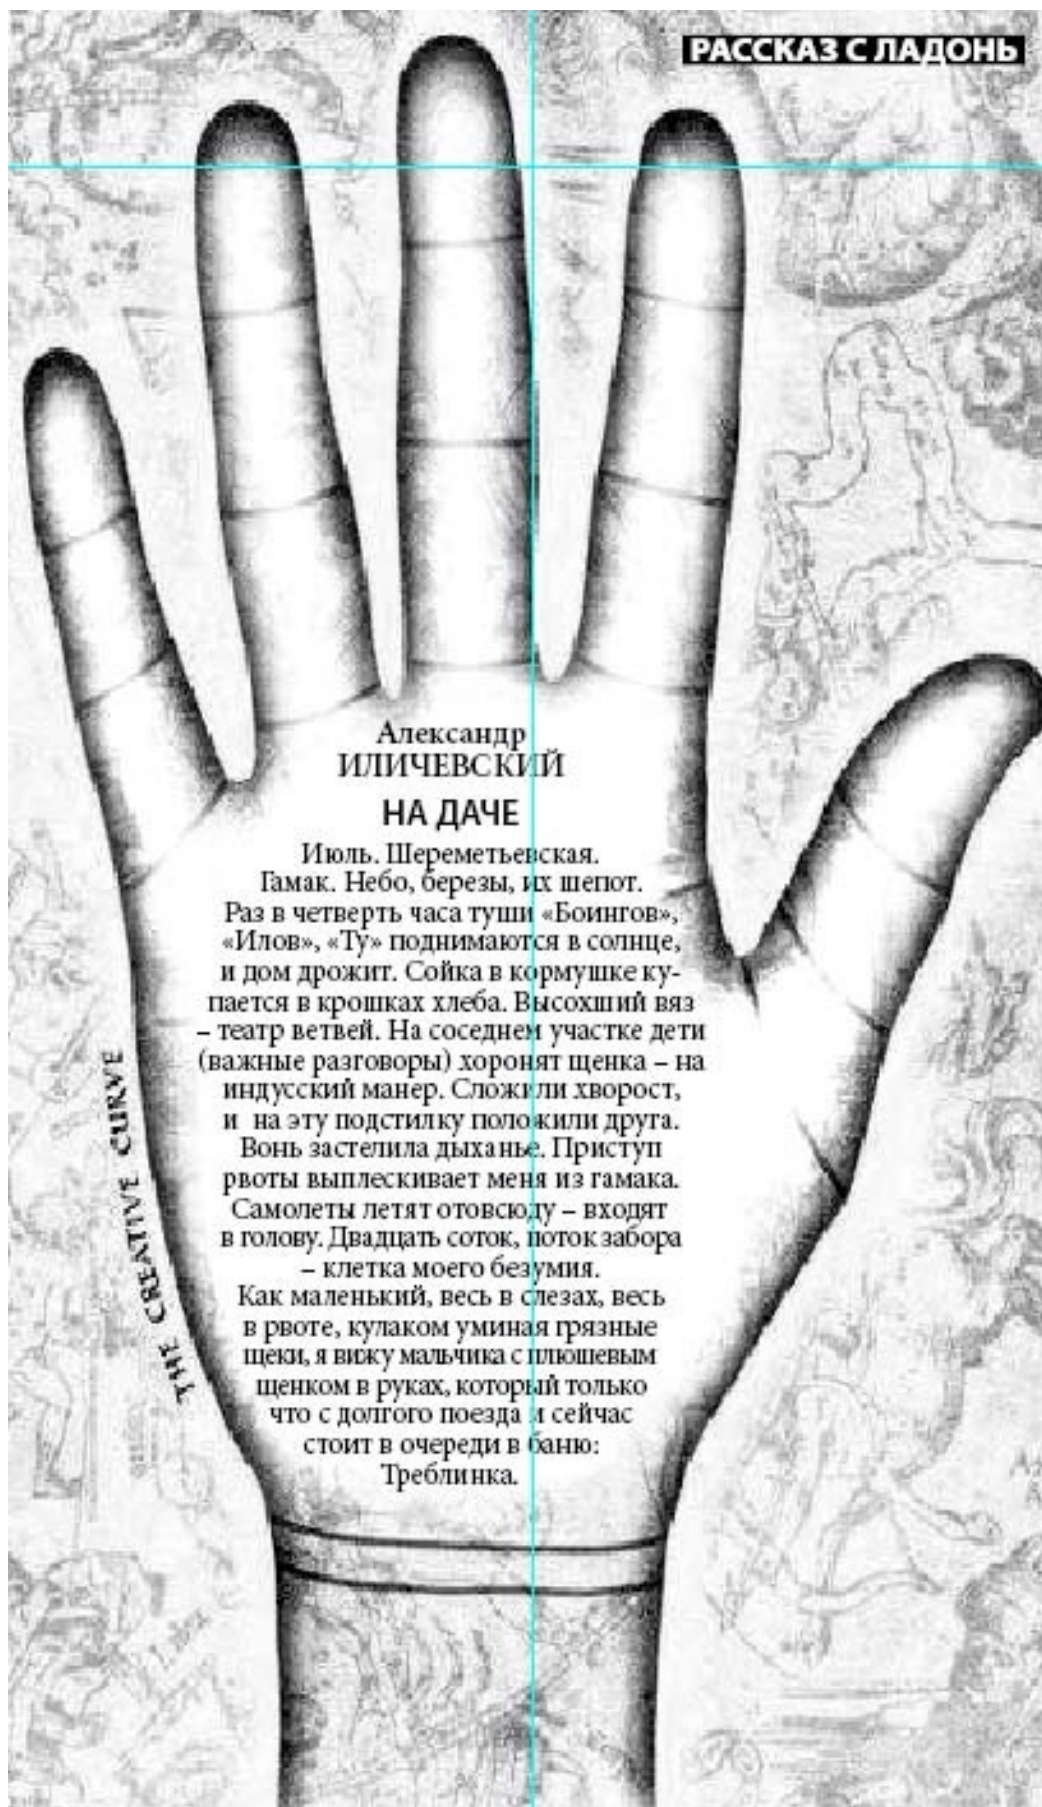 РАССКАЗ С ЛАДОНЬ
Александр
ИЛИЧЕВСКИЙ
НА ДАЧЕ
Июль. Шереметьевская.
Гамак. Небо, березы, их шепот.
Раз в четверть часа туши «Боингов»,
«Илов», «Ту» поднимаются в солнце,
и дом дрожит. Сойка в кормушке ку-
пается в крошках хлеба. Высохший вяз
– театр ветвей. На соседнем участке дети
(важные разговоры) хоронят щенка – на
индусский манер. Сложили хворост,
и на эту подстилку положили друга.
Вонь застелила дыханье. Приступ
рвоты выплескивает меня из гамака.
Самолеты летят отовсюду – входят
в голову. Двадцать соток, поток забора
– клетка моего безумия.
Как маленький, весь в слезах, весь
в рвоте, кулаком уминая грязные
щеки, я вижу мальчика с плюшевым
щенком в руках, который только
что с долгого поезда и сейчас
стоит в очереди в баню:
Треблинка.
THE CREATIVE CURVE